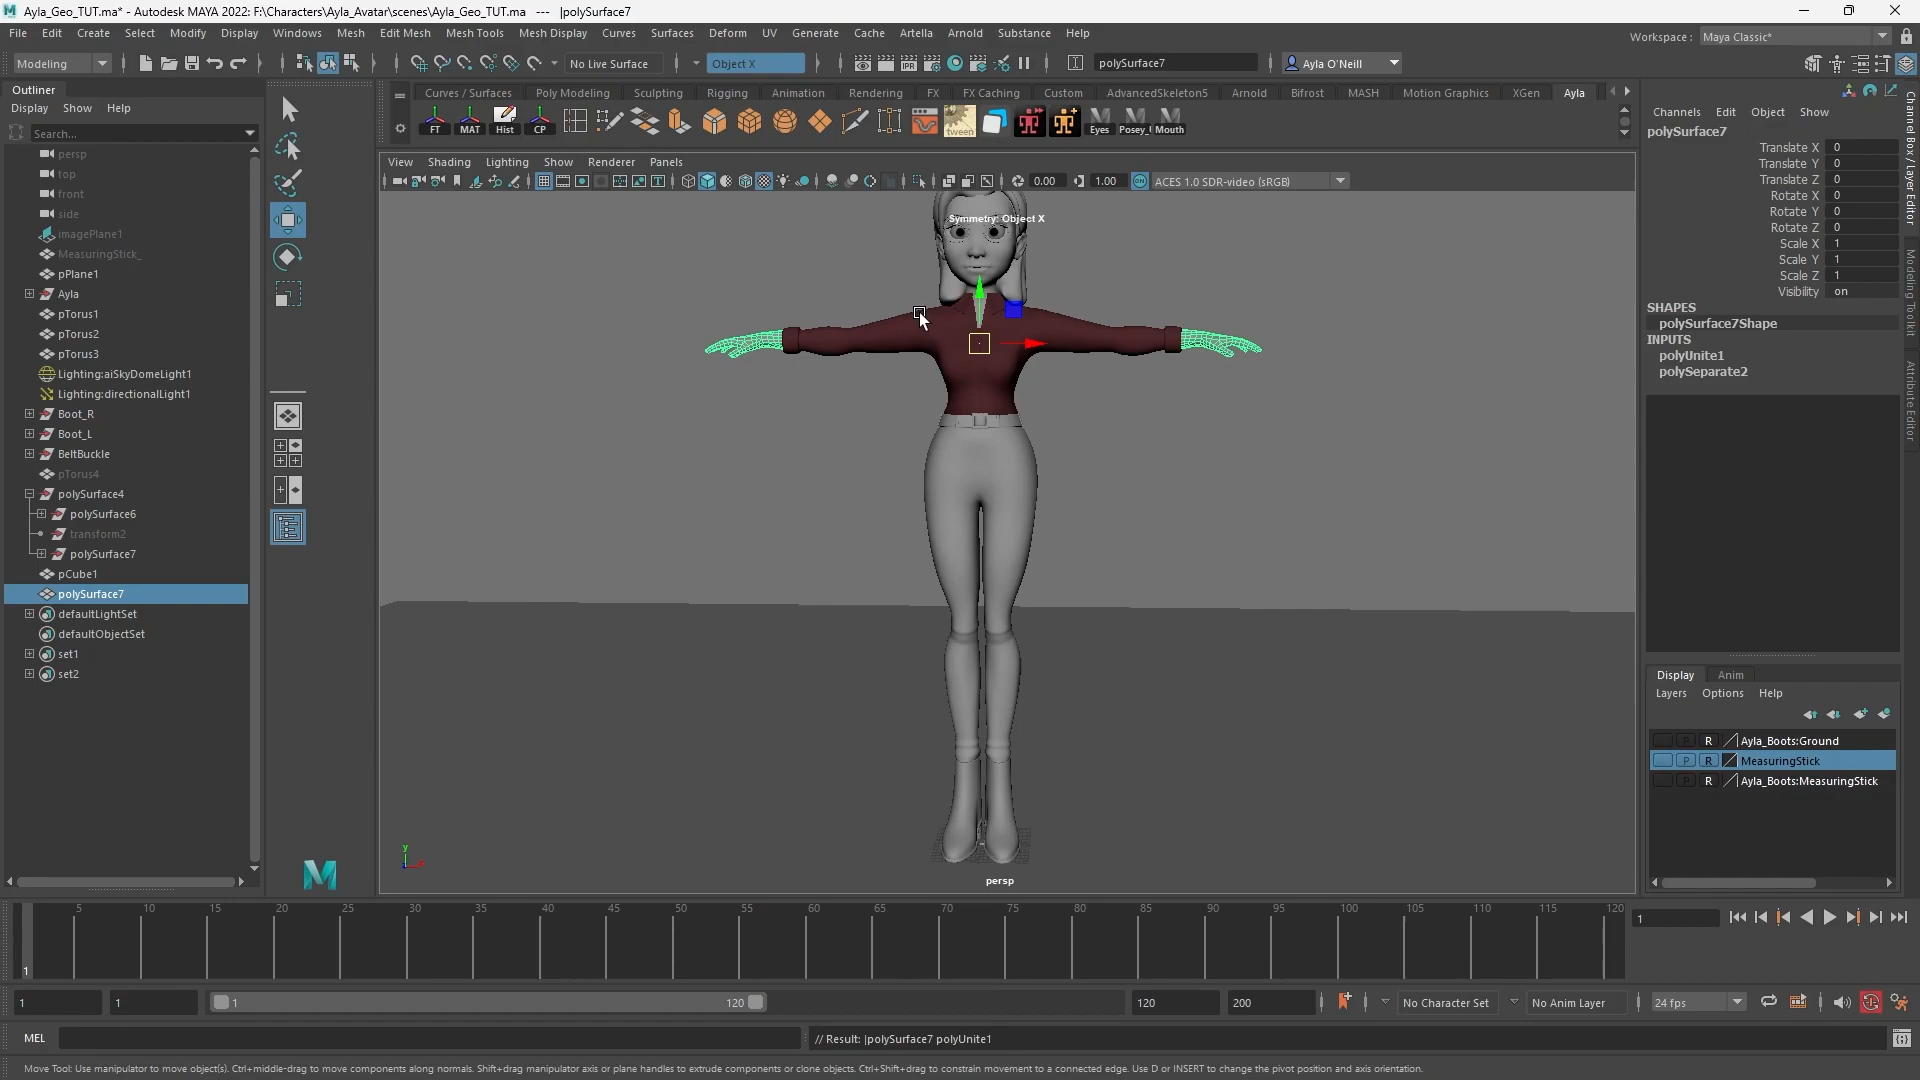 Ayla_Geo_TUT.ma* - Autodesk MAYA 2022: F:\Characters\Ayla_Avatar\scenes\Ayla_Geo_TUT.ma --- |polySurface7
File Edit Create Select Modify Display Windows Mesh Edit Mesh Mesh Tools Mesh Display Curves Surfaces Deform UV Generate Cache Artella Arnold Substance Help
Workspace : Maya Classic*
Modeling No Live Surface Object X polySurface7 Ayla O'Neill
Outliner
Display Show Help
Search...
persp
top
front
side
imagePlane1
MeasuringStick_
pPlane1
Ayla
pTorus1
pTorus2
pTorus3
Lighting:aiSkyDomeLight1
Lighting:directionalLight1
Boot_R
Boot_L
BeltBuckle
pTorus4
polySurface4
polySurface6
transform2
polySurface7
pCube1
polySurface7
defaultLightSet
defaultObjectSet
set1
set2
Curves / Surfaces Poly Modeling Sculpting Rigging Animation Rendering FX FX Caching Custom AdvancedSkeleton5 Arnold Bifrost MASH Motion Graphics XGen Ayla
FT MAT Hist CP tween Eyes Posey_ Mouth
View Shading Lighting Show Renderer Panels
0.00 1.00 ON ACES 1.0 SDR-video (sRGB)
Symmetry: Object X
y
persp
Channels Edit Object Show
polySurface7
Translate X 0
Translate Y 0
Translate Z 0
Rotate X 0
Rotate Y 0
Rotate Z 0
Scale X 1
Scale Y 1
Scale Z 1
Visibility on
SHAPES
polySurface7Shape
INPUTS
polyUnite1
polySeparate2
Channel Box / Layer Editor
Modeling Toolkit
Attribute Editor
Display Anim
Layers Options Help
P R Ayla_Boots:Ground
P R MeasuringStick
P R Ayla_Boots:MeasuringStick
5 10 15 20 25 30 35 40 45 50 55 60 65 70 75 80 85 90 95 100 105 110 115 120
1
1
1 1 1 120 120 200 No Character Set No Anim Layer 24 fps
MEL // Result: |polySurface7 polyUnite1
Move Tool: Use manipulator to move object(s). Ctrl+middle-drag to move components along normals. Shift+drag manipulator axis or plane handles to extrude components or clone objects. Ctrl+Shift+drag to constrain movement to a connected edge. Use D or INSERT to change the pivot position and axis orientation.